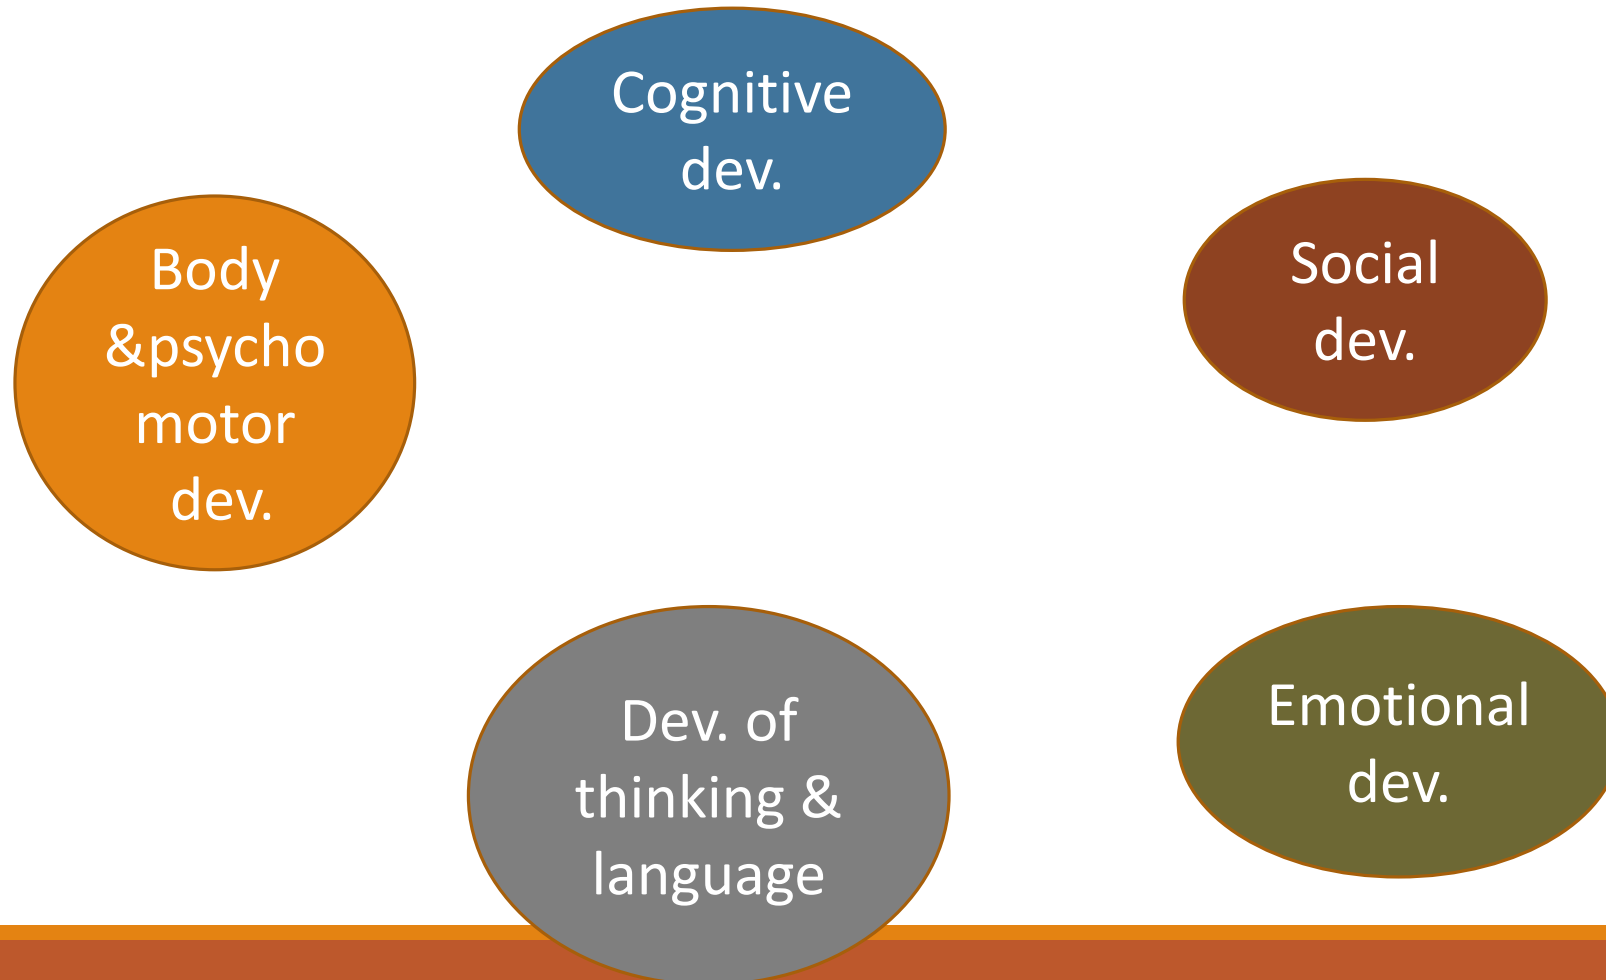 Cognitive
dev.
Social
dev.
Body
&psycho
motor
dev.
Dev. of
thinking &
language
Emotional
dev.